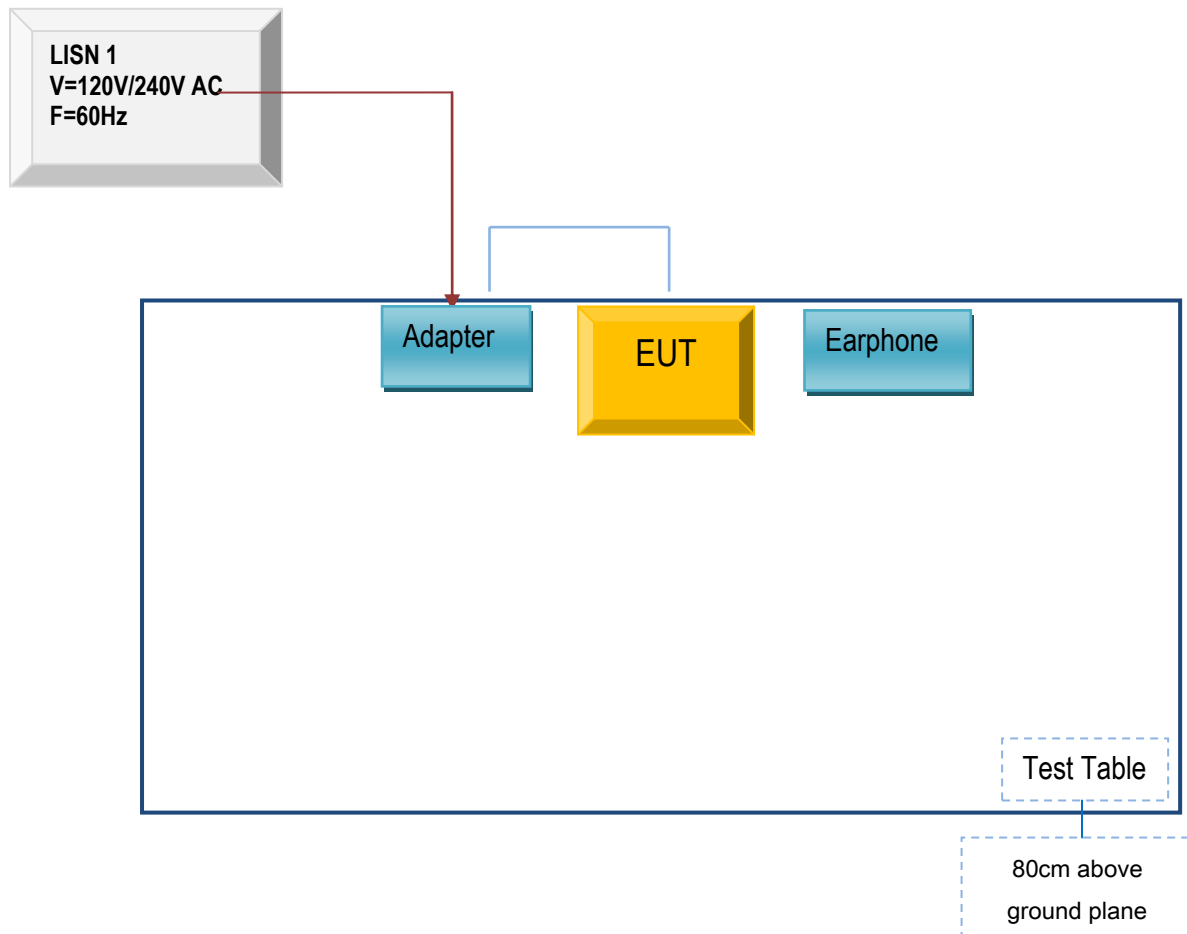 LISN 1
V=120V/240V AC
F=60Hz
Adapter
EUT
Earphone
Test Table
80cm above
ground plane